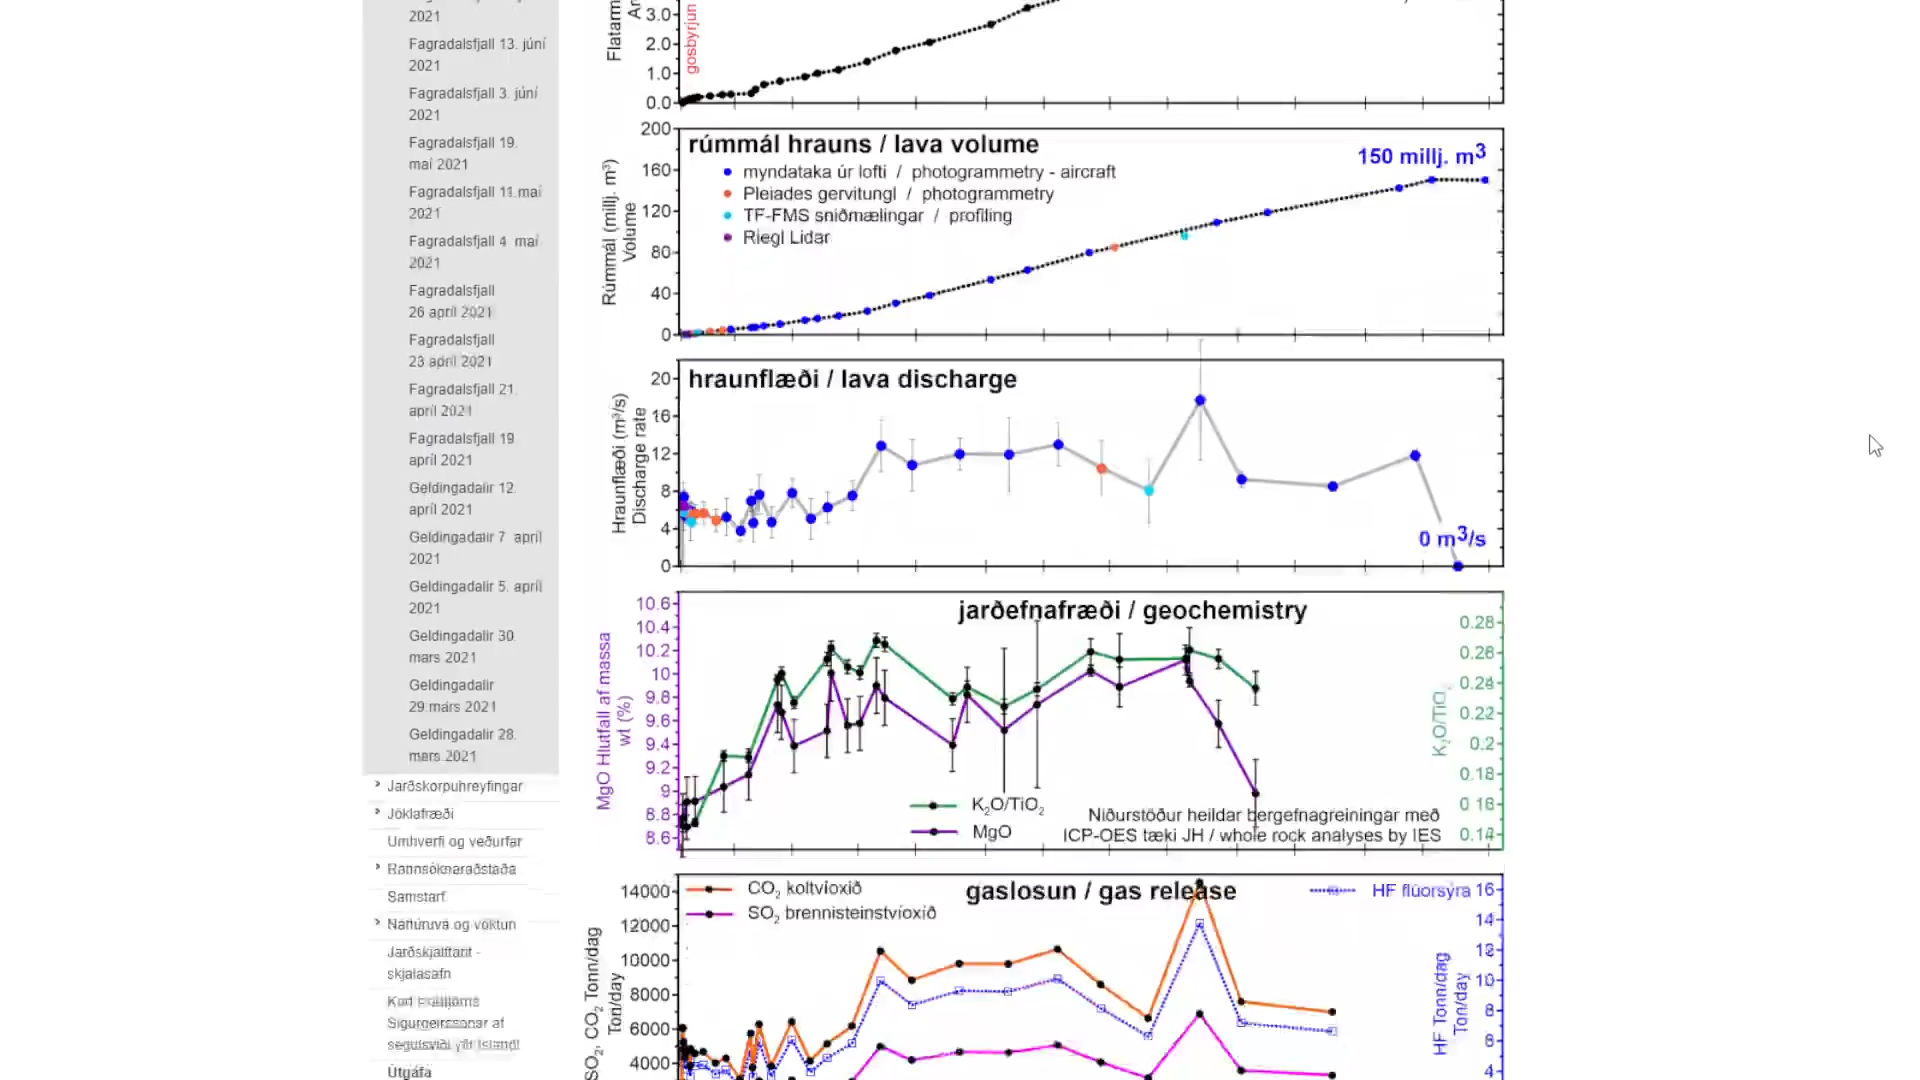 2021
Fagradalsfjall 13. júní
2021
Fagradalsfjall 3. júní
2021
Fagradalsfjall 19.
maí 2021
Fagradalsfjall 11.maí
2021
Fagradalsfjall 4. maí
2021
Fagradalsfjall
26 apríl 2021
Fagradalsfjall
23 apríl 2021
Fagradalsfjall 21.
apríl 2021
Fagradalsfjall 19.
apríl 2021
Geldingadalir 12.
apríl 2021
Geldingadalir 7. apríl
2021
Geldingadalir 5. apríl
2021
Geldingadalir 30.
mars 2021
Geldingadalir
29.mars 2021
Geldingadalir 28.
mars 2021
Jarðskorpuhreyfingar
Jöklafræði
Umhverfi og veðurfar
Rannsóknaraðstaða
Samstarf
Náttúruvá og vöktun
Jarðskjálftarit -
skjalasafn
Kort
Sigurgeirssonar af
segulsviði yfir Íslandi
Útgáfa
Flatarm
Ar
3.0
2.0
1.0
0.0
gosbyrjun
rúmmál hrauns / lava volume
150 millj. m3
myndataka úr lofti / photogrammetry - aircraft
Pleiades gervitungl / photogrammetry
TF-FMS sniðmælingar / profiling
Riegl Lidar
Rúmmál (millj. m³)
Volume
200
160
120
80
40
0
hraunflæði / lava discharge
Hraunflæði (m³/s)
Discharge rate
20
16
12
8
4
0
0 m3/s
jarðefnafræði / geochemistry
MgO Hlutfall af massa
wt (%)
10.6
10.4
10.2
10
9.8
9.6
9.4
9.2
9
8.8
8.6
K2O/TiO2
MgO
Niðurstöður heildar bergefnagreiningar með
ICP-OES tæki JH / whole rock analyses by IES
K2O/TiO2
0.28
0.26
0.24
0.22
0.2
0.18
0.16
0.14
gaslosun / gas release
CO2 koltvíoxíð
SO2 brennisteinstvíoxíð
HF flúorsýra
SO2, CO2 Tonn/dag
Ton/day
14000
12000
10000
8000
6000
4000
HF Tonn/dag
Ton/day
16
14
12
10
8
6
4